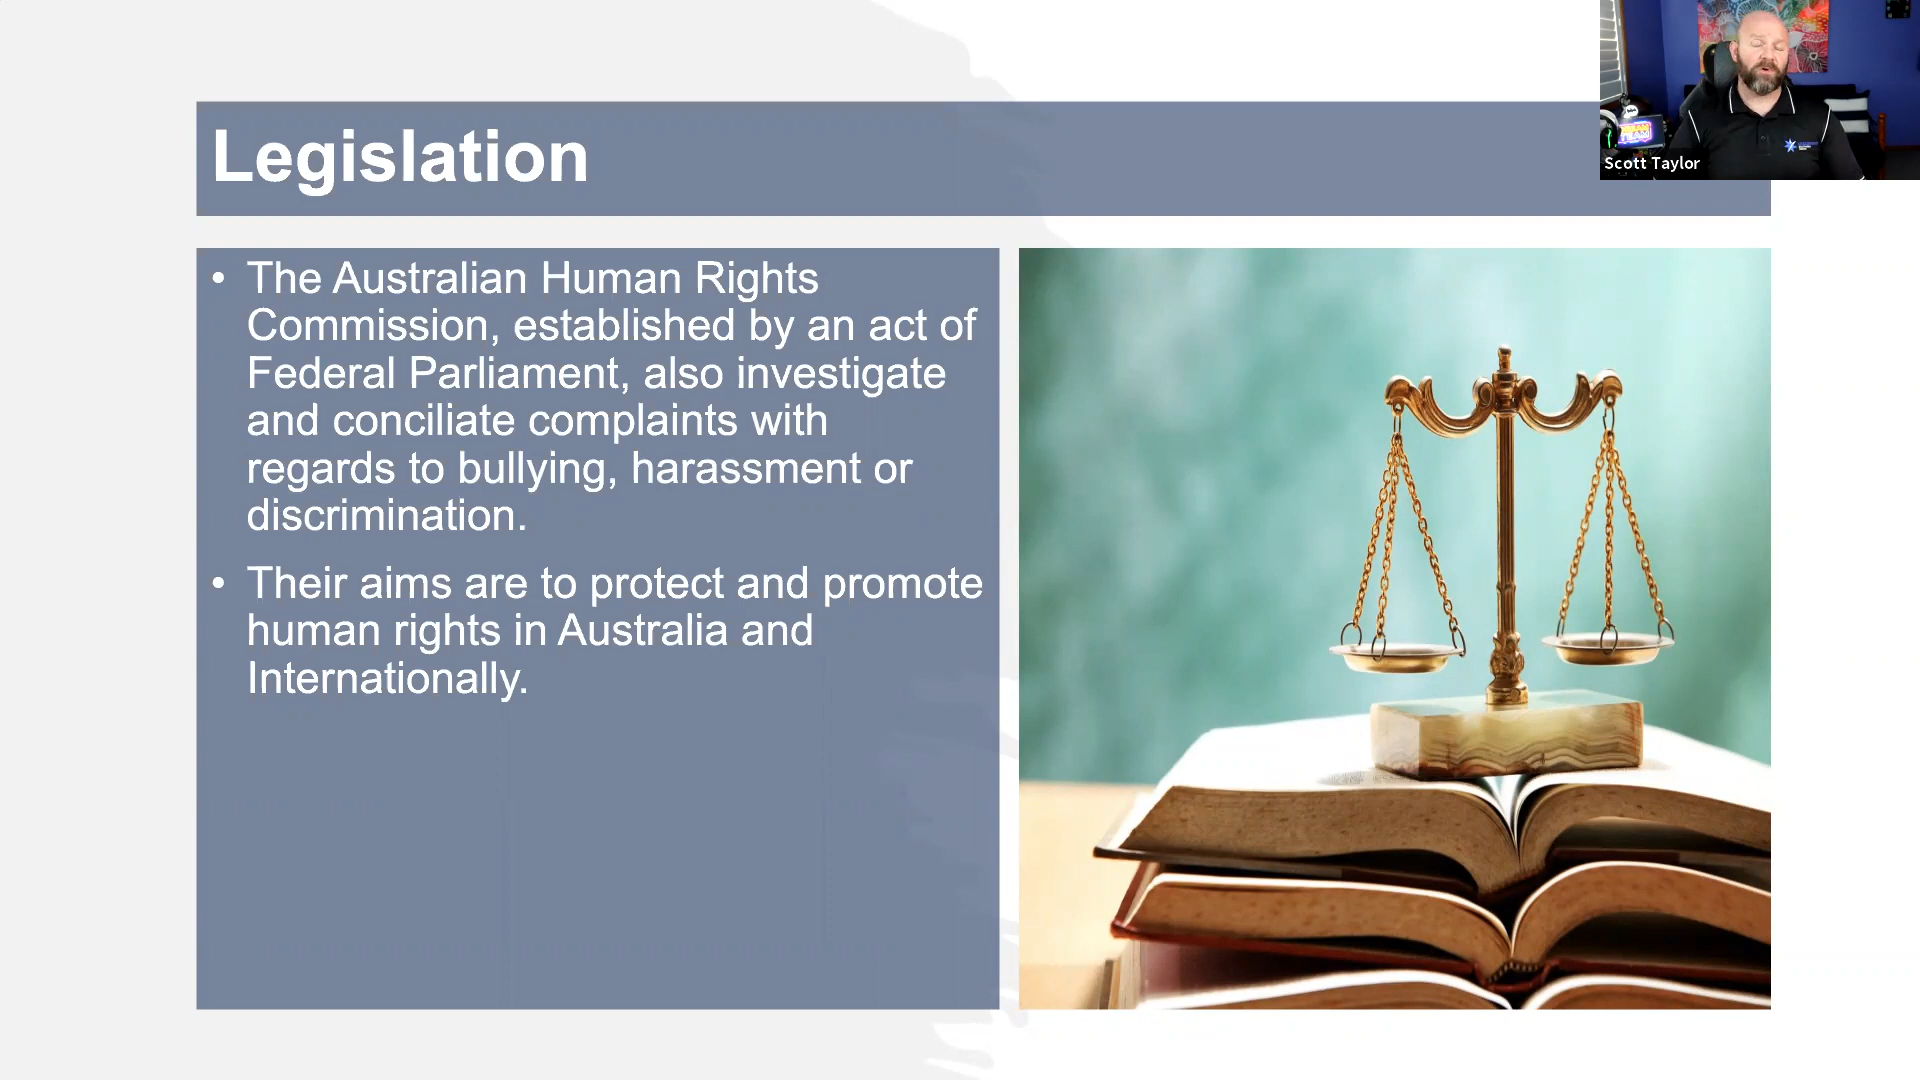 Legislation
• The Australian Human Rights
Commission, established by an act of
Federal Parliament, also investigate
and conciliate complaints with
regards to bullying, harassment or
discrimination.
• Their aims are to protect and promote
human rights in Australia and
Internationally.
Scott Taylor